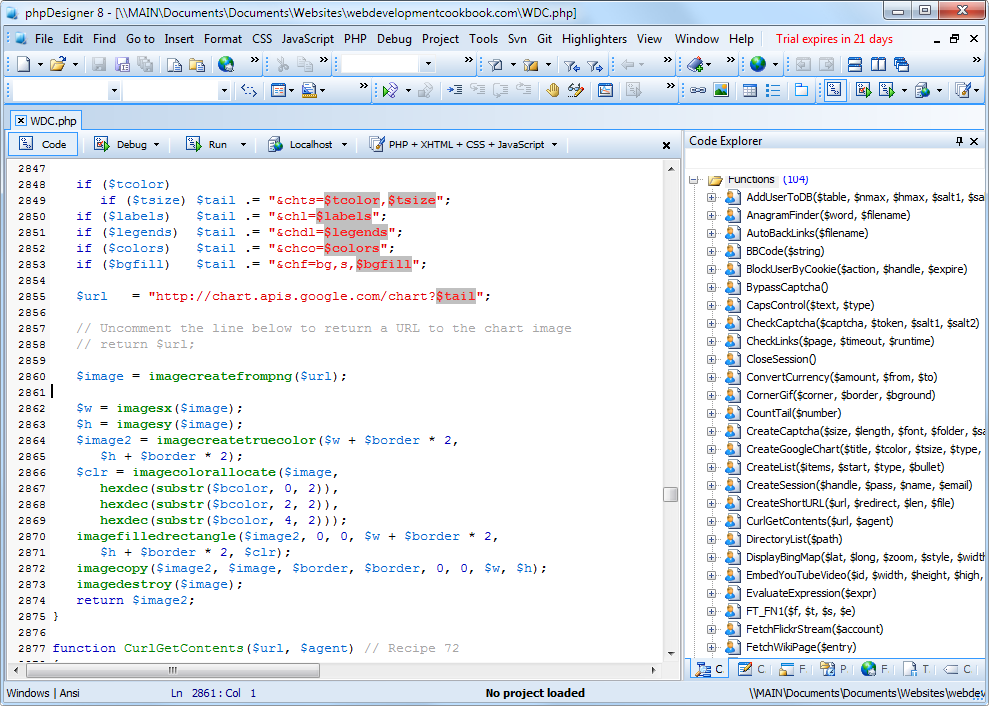 phpDesigner 8 - [\\MAIN\Documents\Documents\Websites\webdevelopmentcookbook.com\WDC.php]
File Edit Find Go to Insert Format CSS JavaScript PHP Debug Project Tools Svn Git Highlighters View Window Help Trial expires in 21 days
WDC.php
Code Debug Run Localhost PHP + XHTML + CSS + JavaScript
2847
2848 if ($tcolor)
2849 if ($tsize) $tail .= "&chts=$tcolor,$tsize";
2850 if ($labels) $tail .= "&chl=$labels";
2851 if ($legends) $tail .= "&chdl=$legends";
2852 if ($colors) $tail .= "&chco=$colors";
2853 if ($bgfill) $tail .= "&chf=bg,s,$bgfill";
2854
2855 $url = "http://chart.apis.google.com/chart?$tail";
2856
2857 // Uncomment the line below to return a URL to the chart image
2858 // return $url;
2859
2860 $image = imagecreatefrompng($url);
2861
2862 $w = imagesx($image);
2863 $h = imagesy($image);
2864 $image2 = imagecreatetruecolor($w + $border * 2,
2865 $h + $border * 2);
2866 $clr = imagecolorallocate($image,
2867 hexdec(substr($bcolor, 0, 2)),
2868 hexdec(substr($bcolor, 2, 2)),
2869 hexdec(substr($bcolor, 4, 2)));
2870 imagefilledrectangle($image2, 0, 0, $w + $border * 2,
2871 $h + $border * 2, $clr);
2872 imagecopy($image2, $image, $border, $border, 0, 0, $w, $h);
2873 imagedestroy($image);
2874 return $image2;
2875 }
2876
2877 function CurlGetContents($url, $agent) // Recipe 72
Code Explorer
Functions (104)
AddUserToDB($table, $nmax, $hmax, $salt1, $sal
AnagramFinder($word, $filename)
AutoBackLinks($filename)
BBCode($string)
BlockUserByCookie($action, $handle, $expire)
BypassCaptcha()
CapsControl($text, $type)
CheckCaptcha($captcha, $token, $salt1, $salt2)
CheckLinks($page, $timeout, $runtime)
CloseSession()
ConvertCurrency($amount, $from, $to)
CornerGif($corner, $border, $bground)
CountTail($number)
CreateCaptcha($size, $length, $font, $folder, $sa
CreateGoogleChart($title, $tcolor, $tsize, $type,
CreateList($items, $start, $type, $bullet)
CreateSession($handle, $pass, $name, $email)
CreateShortURL($url, $redirect, $len, $file)
CurlGetContents($url, $agent)
DirectoryList($path)
DisplayBingMap($lat, $long, $zoom, $style, $width
EmbedYouTubeVideo($id, $width, $height, $high,
EvaluateExpression($expr)
FT_FN1($f, $t, $s, $e)
FetchFlickrStream($account)
FetchWikiPage($entry)
C C F P F T C
Windows | Ansi Ln 2861 : Col 1 No project loaded \\MAIN\Documents\Documents\Websites\webdev